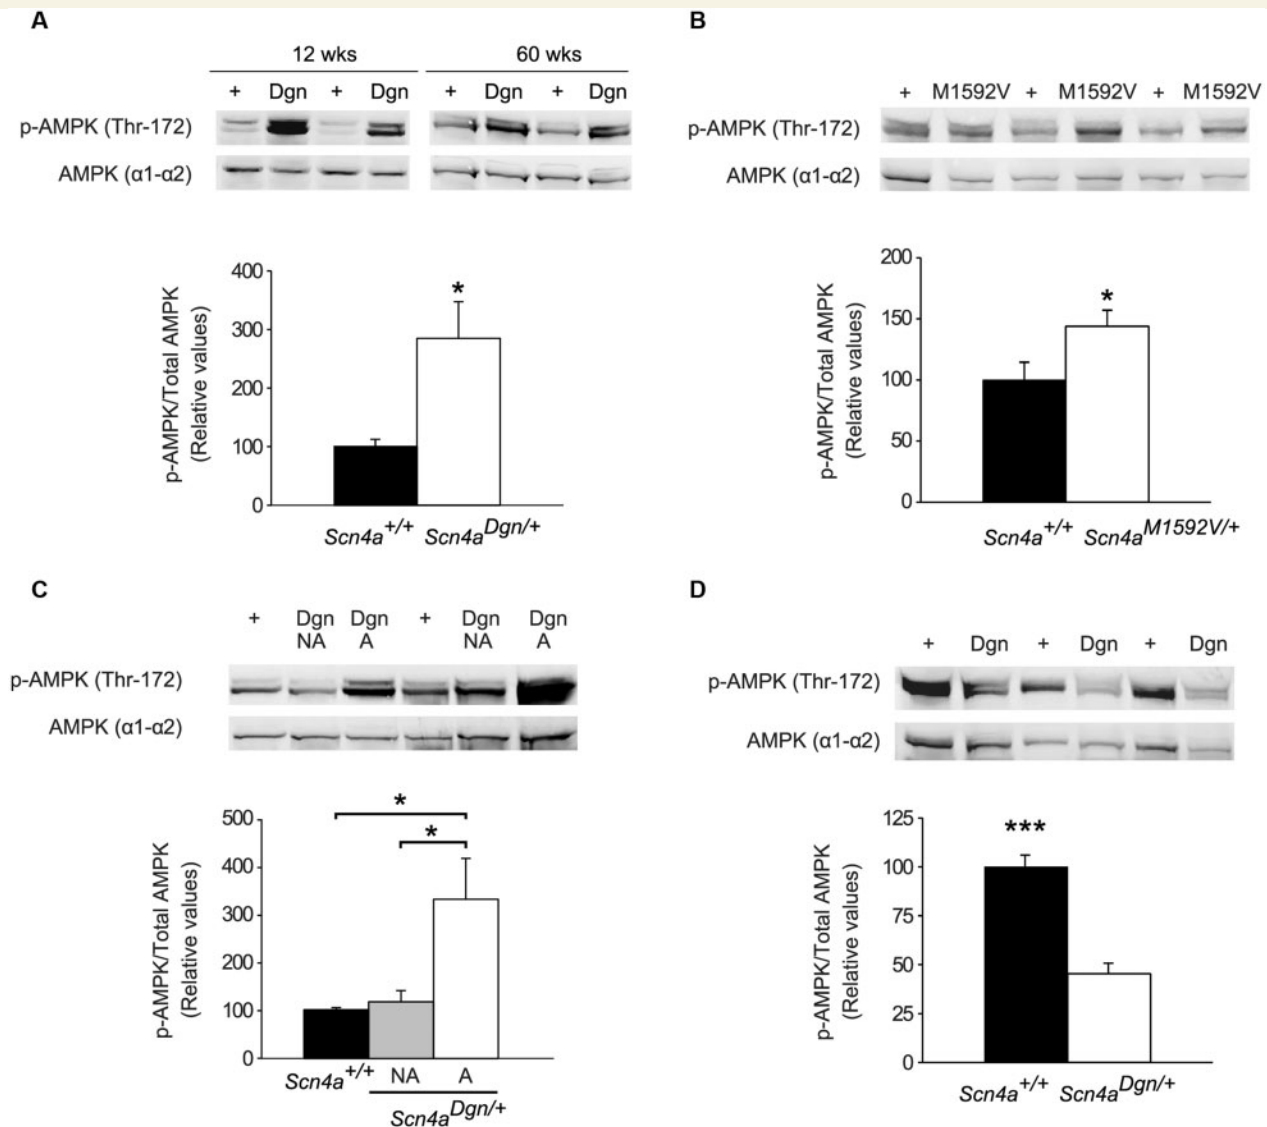 A
12 wks 60 wks
+ Dgn + Dgn + Dgn + Dgn
p-AMPK (Thr-172)
AMPK (α1-α2)
p-AMPK/Total AMPK
(Relative values)
400
300
200
100
0
*
Scn4a+/+ Scn4aDgn/+
B
+ M1592V + M1592V + M1592V
p-AMPK (Thr-172)
AMPK (α1-α2)
p-AMPK/Total AMPK
(Relative values)
200
150
100
50
0
*
Scn4a+/+ Scn4aM1592V/+
C
+ Dgn Dgn + Dgn Dgn
NA A NA A
p-AMPK (Thr-172)
AMPK (α1-α2)
p-AMPK/Total AMPK
(Relative values)
500
400
300
200
100
0
*
*
Scn4a+/+ NA A
Scn4aDgn/+
D
+ Dgn + Dgn + Dgn
p-AMPK (Thr-172)
AMPK (α1-α2)
p-AMPK/Total AMPK
(Relative values)
125
100
75
50
25
0
***
Scn4a+/+ Scn4aDgn/+